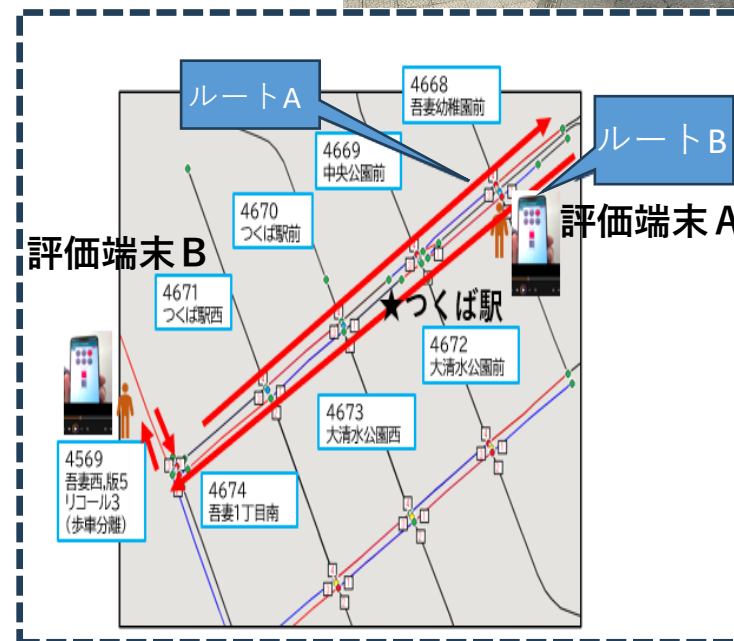 ルートA
4668
吾妻幼稚園前
ルートB
4669
中央公園前
4670
つくば駅前
評価端末A
評価端末B
4671
つくば駅西
★つくば駅
4672
大清水公園前
4673
大清水公園西
4569
吾妻西,版5
リコール3
(歩車分離)
4674
吾妻1丁目南